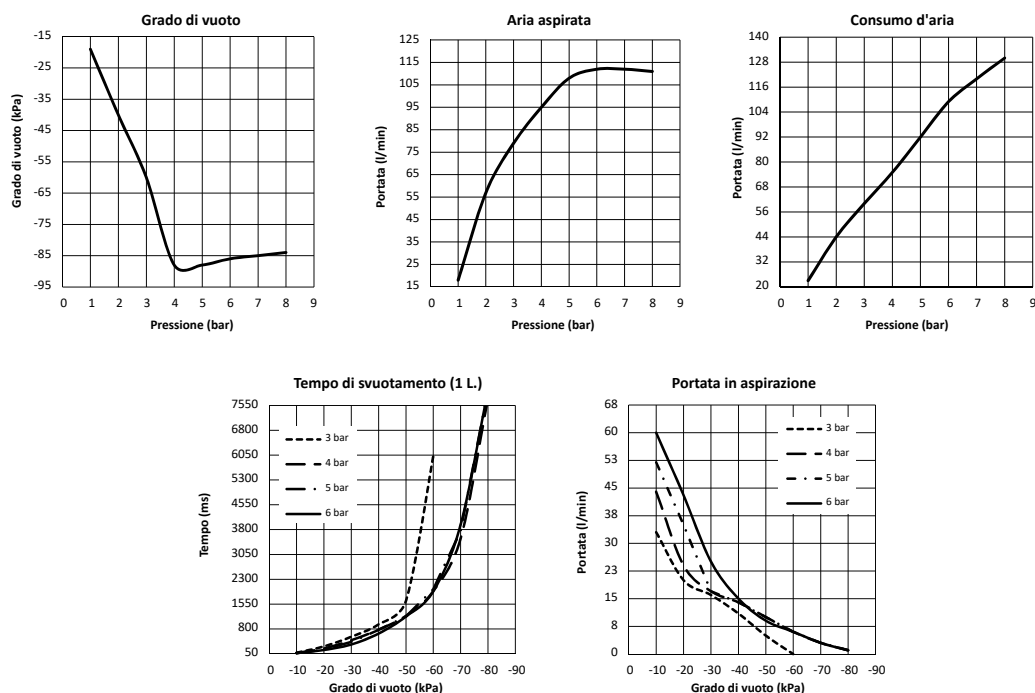 Grado di vuoto
-15
-25
-35
-45
-55
-65
-75
-85
-95
Grado di vuoto (kPa)
0 1 2 3 4 5 6 7 8 9
Pressione (bar)
Aria aspirata
125
115
105
95
85
75
65
55
45
35
25
15
Portata (l/min)
0 1 2 3 4 5 6 7 8 9
Pressione (bar)
Consumo d'aria
140
128
116
104
92
80
68
56
44
32
20
Portata (l/min)
0 1 2 3 4 5 6 7 8 9
Pressione (bar)
Tempo di svuotamento (1 L.)
7550
6800
6050
5300
4550
3800
3050
2300
1550
800
50
Tempo (ms)
3 bar
4 bar
5 bar
6 bar
0 -10 -20 -30 -40 -50 -60 -70 -80 -90
Grado di vuoto (kPa)
Portata in aspirazione
68
60
53
45
38
30
23
15
8
0
Portata (l/min)
3 bar
4 bar
5 bar
6 bar
0 -10 -20 -30 -40 -50 -60 -70 -80 -90
Grado di vuoto (kPa)